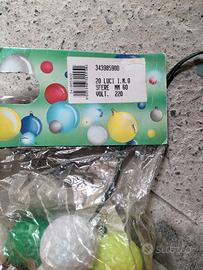 343985900
20 LUCI I.M.O
SFERE MM 60
VOLT. 220
subito